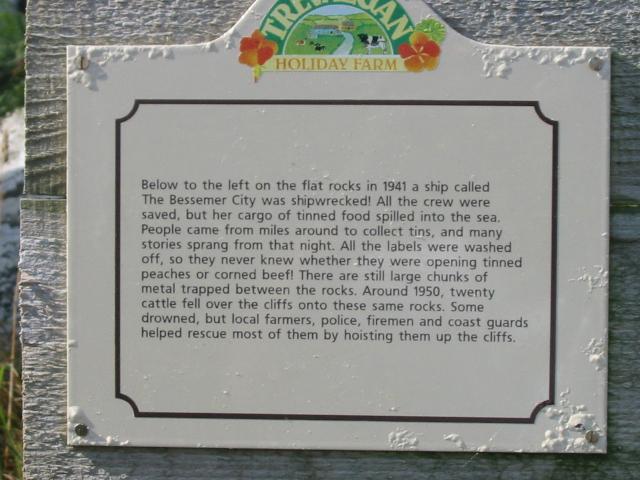 HOLIDAY FARM
Below to the left on the flat rocks in 1941 a ship called
The Bessemer City was shipwrecked! All the crew were
saved, but her cargo of tinned food spilled into the sea.
People came from miles around to collect tins, and many
stories sprang from that night. All the labels were washed
off, so they never knew whether they were opening tinned
peaches or corned beef! There are still large chunks of
metal trapped between the rocks. Around 1950, twenty
cattle fell over the cliffs onto these same rocks. Some
drowned, but local farmers, police, firemen and coast guards
helped rescue most of them by hoisting them up the cliffs.